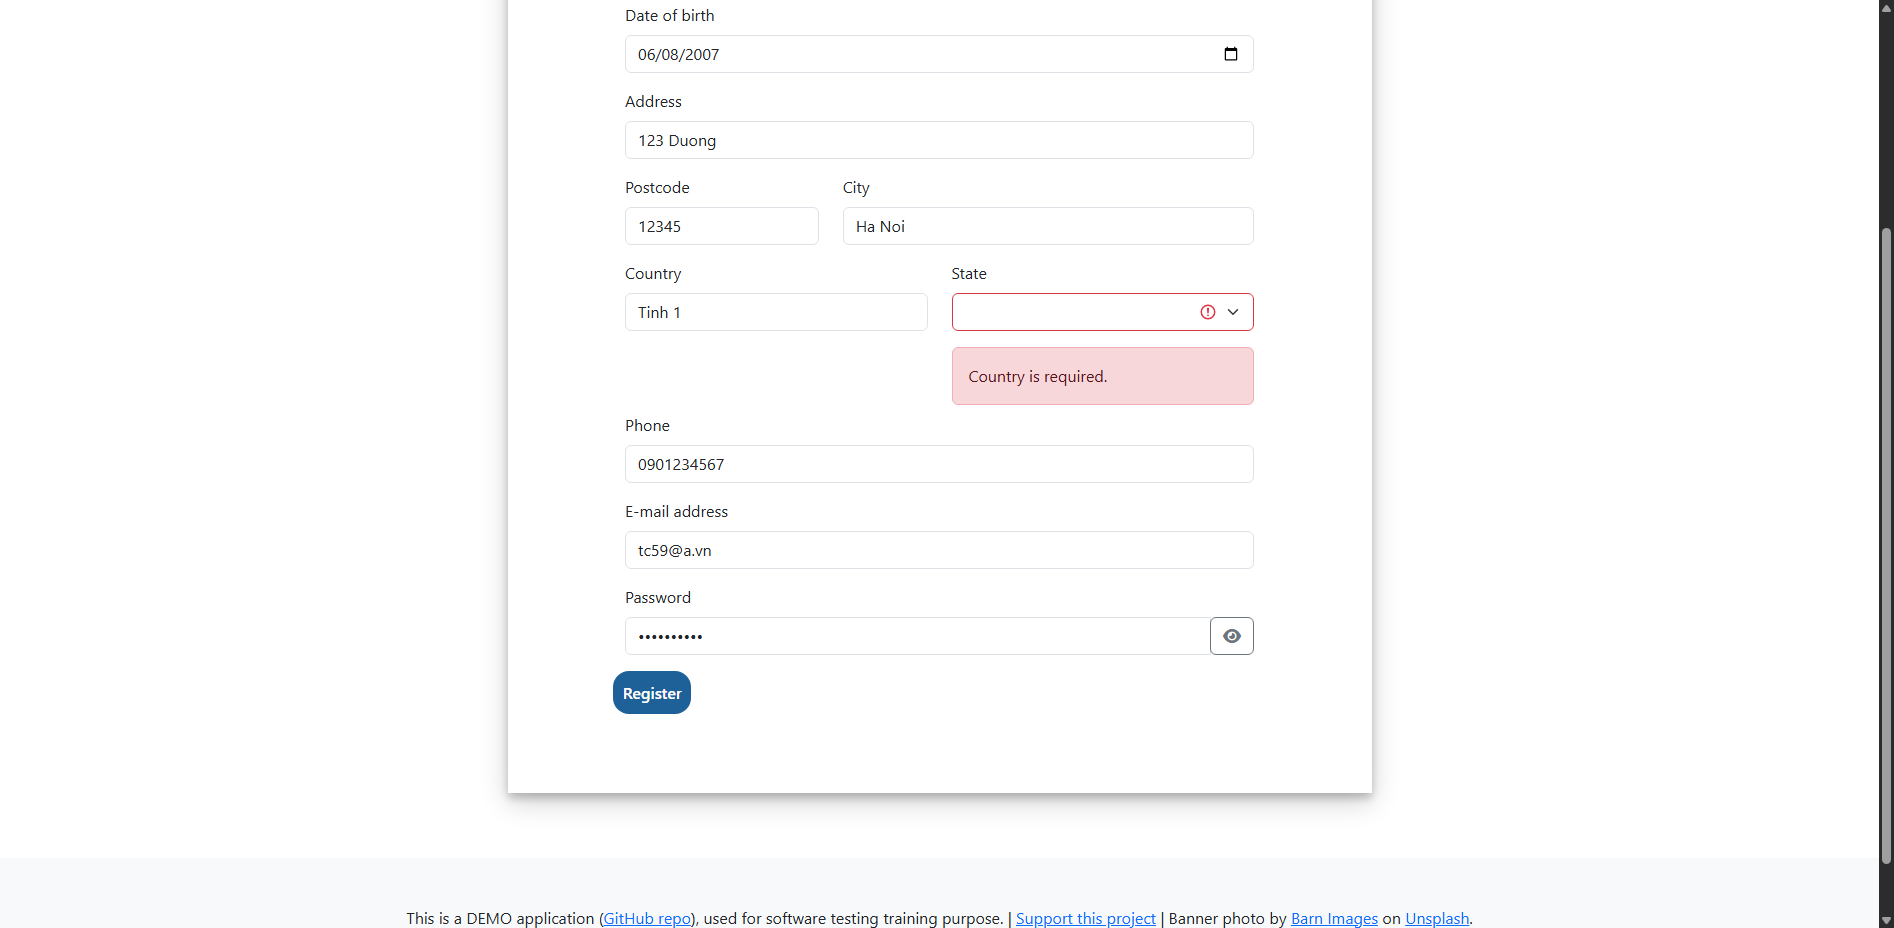 Date of birth
06/08/2007
Address
123 Duong
Postcode City
12345 Ha Noi
Country State
Tinh 1
Country is required.
Phone
0901234567
E-mail address
tc59@a.vn
Password
••••••••••
Register
This is a DEMO application (GitHub repo), used for software testing training purpose. | Support this project | Banner photo by Barn Images on Unsplash.